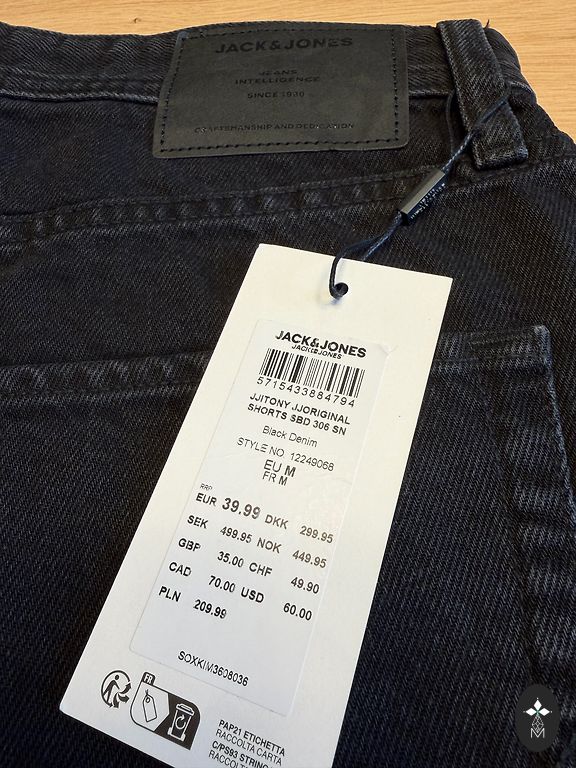 JACK&JONES
JEANS
INTELLIGENCE
SINCE 1990
CRAFTSMANSHIP AND DEDICATION
JACK&JONES
JACK&JONES
5715433884794
JJITONY JJORIGINAL
SHORTS SBD 306 SN
Black Denim
STYLE NO. 12249068
EU M
FR M
RRP
EUR 39.99 DKK 299.95
SEK 499.95 NOK 449.95
GBP 35.00 CHF 49.90
CAD 70.00 USD 60.00
PLN 209.99
SOXKIM3608036
FR
PAP21 ETICHETTA
RACCOLTA CARTA
C/PS93 STRING
M